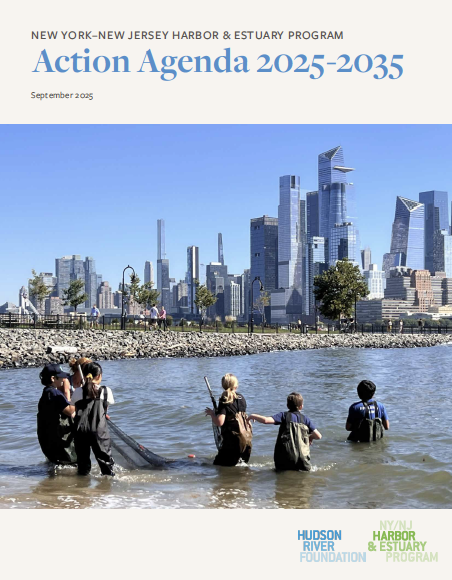 NEW YORK–NEW JERSEY HARBOR & ESTUARY PROGRAM
Action Agenda 2025-2035
September 2025
HUDSON
RIVER
FOUNDATION
NY/NJ
HARBOR
& ESTUARY
PROGRAM